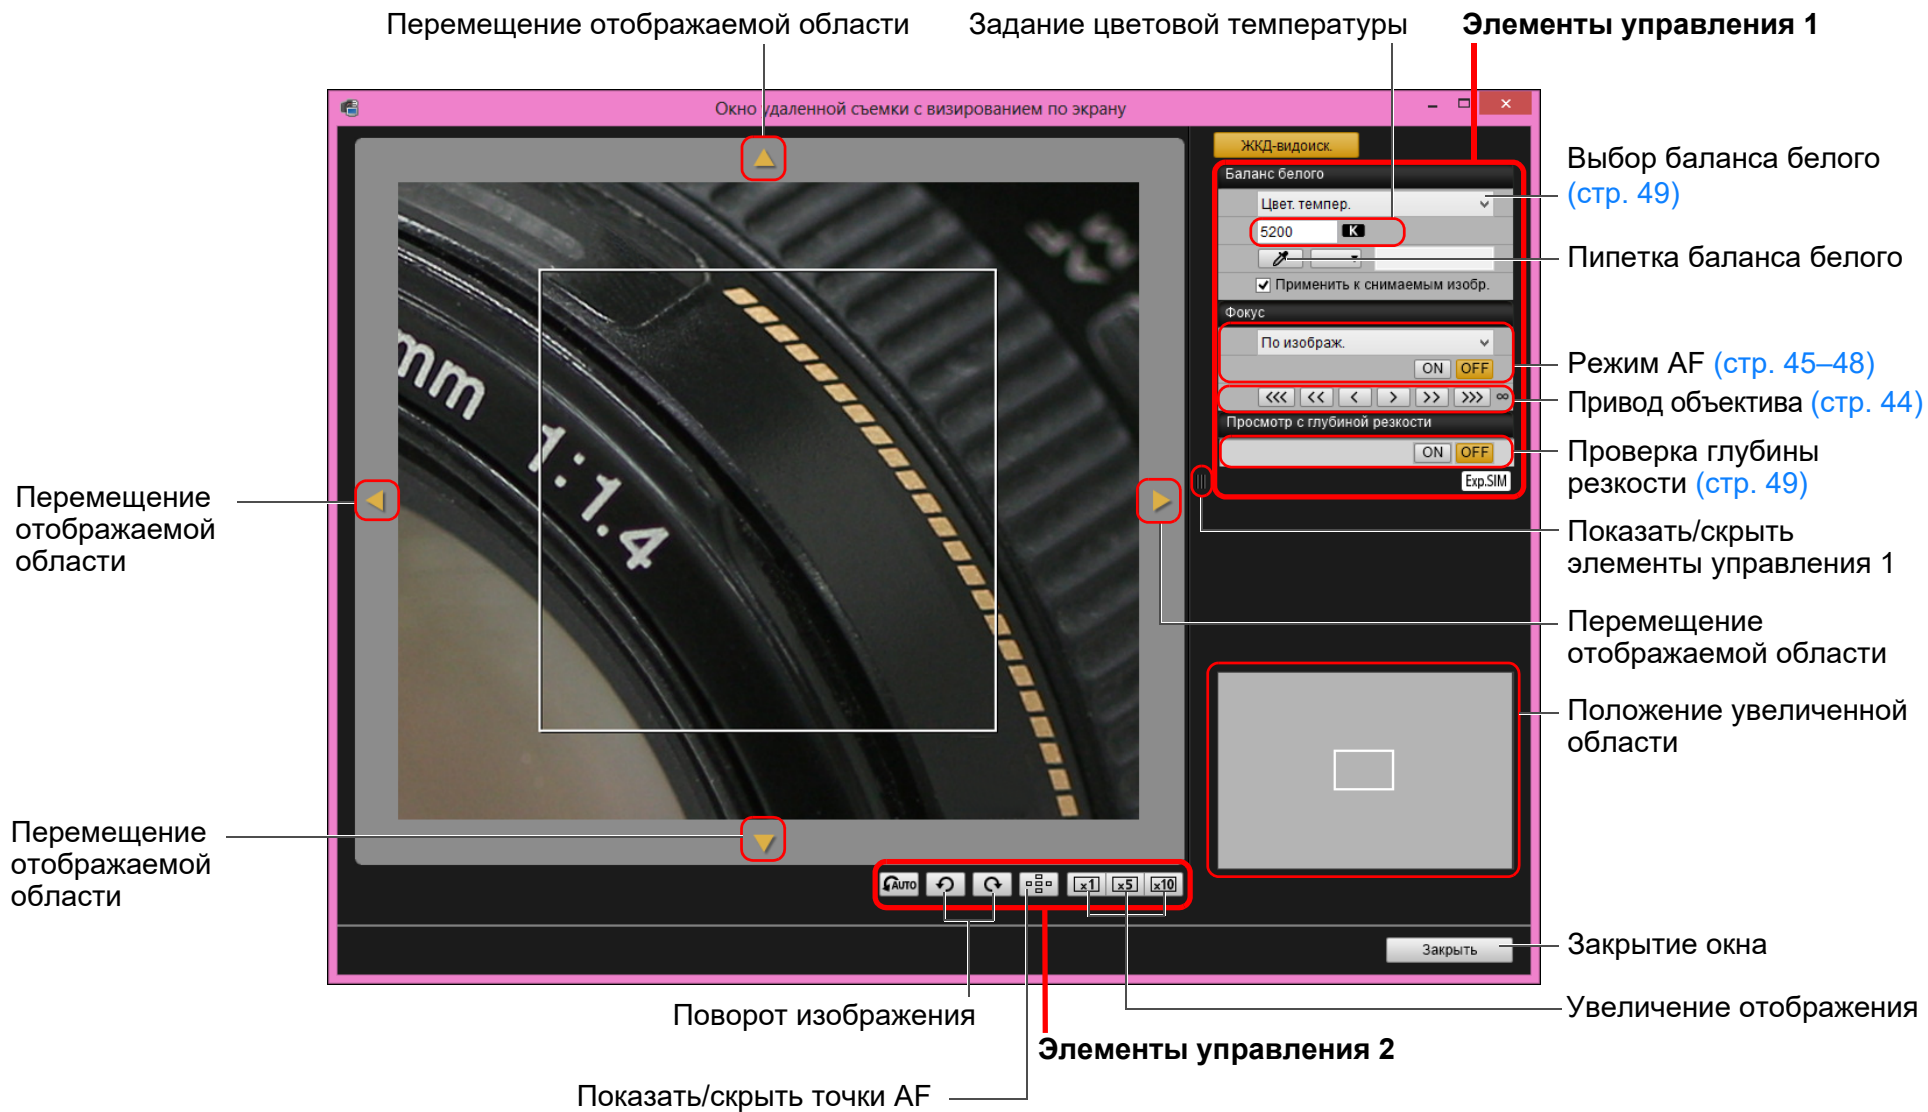 Перемещение отображаемой области
Задание цветовой температуры
Элементы управления 1
Окно удаленной съемки с визированием по экрану
ЖКД-видоиск.
Баланс белого
Цвет. темпер.
5200 K
Применить к снимаемым изобр.
Фокус
По изображ.
ON OFF
<<< << < > >> >>> ∞
Просмотр с глубиной резкости
ON OFF
Exp.SIM
Выбор баланса белого
(стр. 49)
Пипетка баланса белого
Режим AF (стр. 45–48)
Привод объектива (стр. 44)
Проверка глубины
резкости (стр. 49)
Показать/скрыть
элементы управления 1
Перемещение
отображаемой области
Положение увеличенной
области
Перемещение
отображаемой
области
mm 1:1.4
Перемещение
отображаемой
области
AUTO x1 x5 x10
Закрыть
Закрытие окна
Поворот изображения
Увеличение отображения
Элементы управления 2
Показать/скрыть точки AF